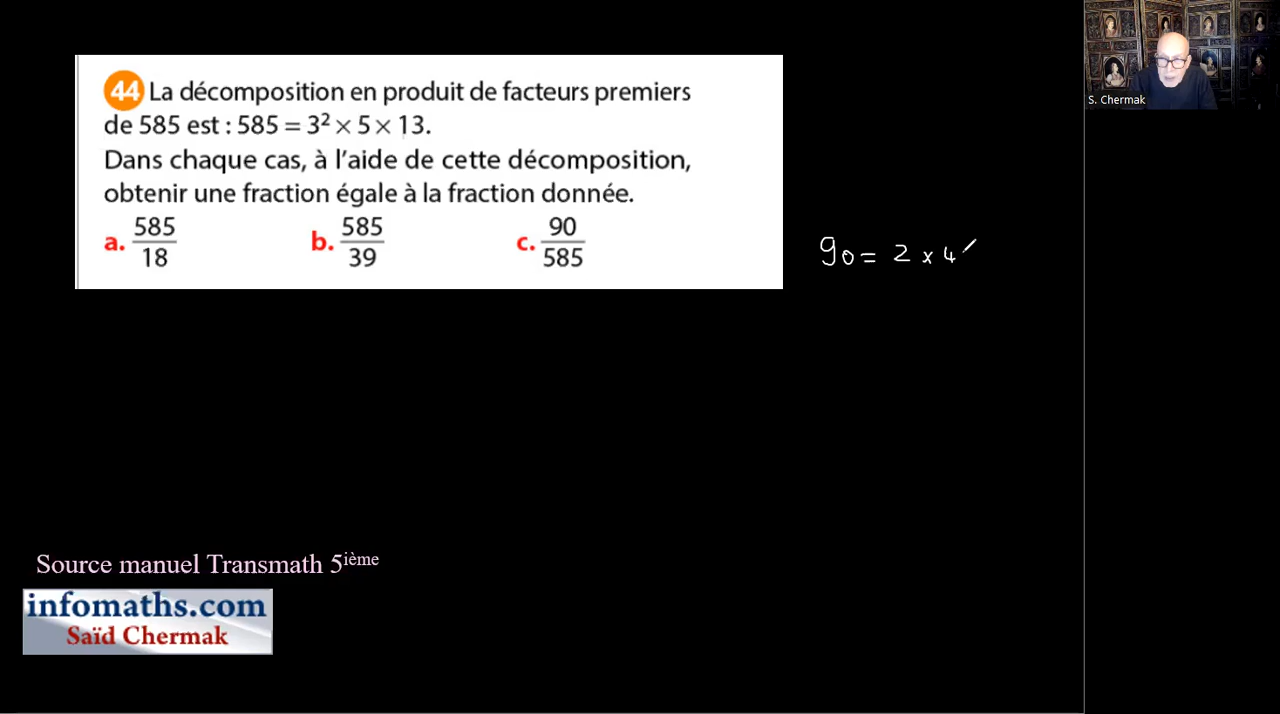 44 La décomposition en produit de facteurs premiers
de 585 est : 585 = 3² × 5 × 13.
Dans chaque cas, à l'aide de cette décomposition,
obtenir une fraction égale à la fraction donnée.
a. 585/18 b. 585/39 c. 90/585
90 = 2 × 4
S. Chermak
Source manuel Transmath 5ième
infomaths.com
Saïd Chermak